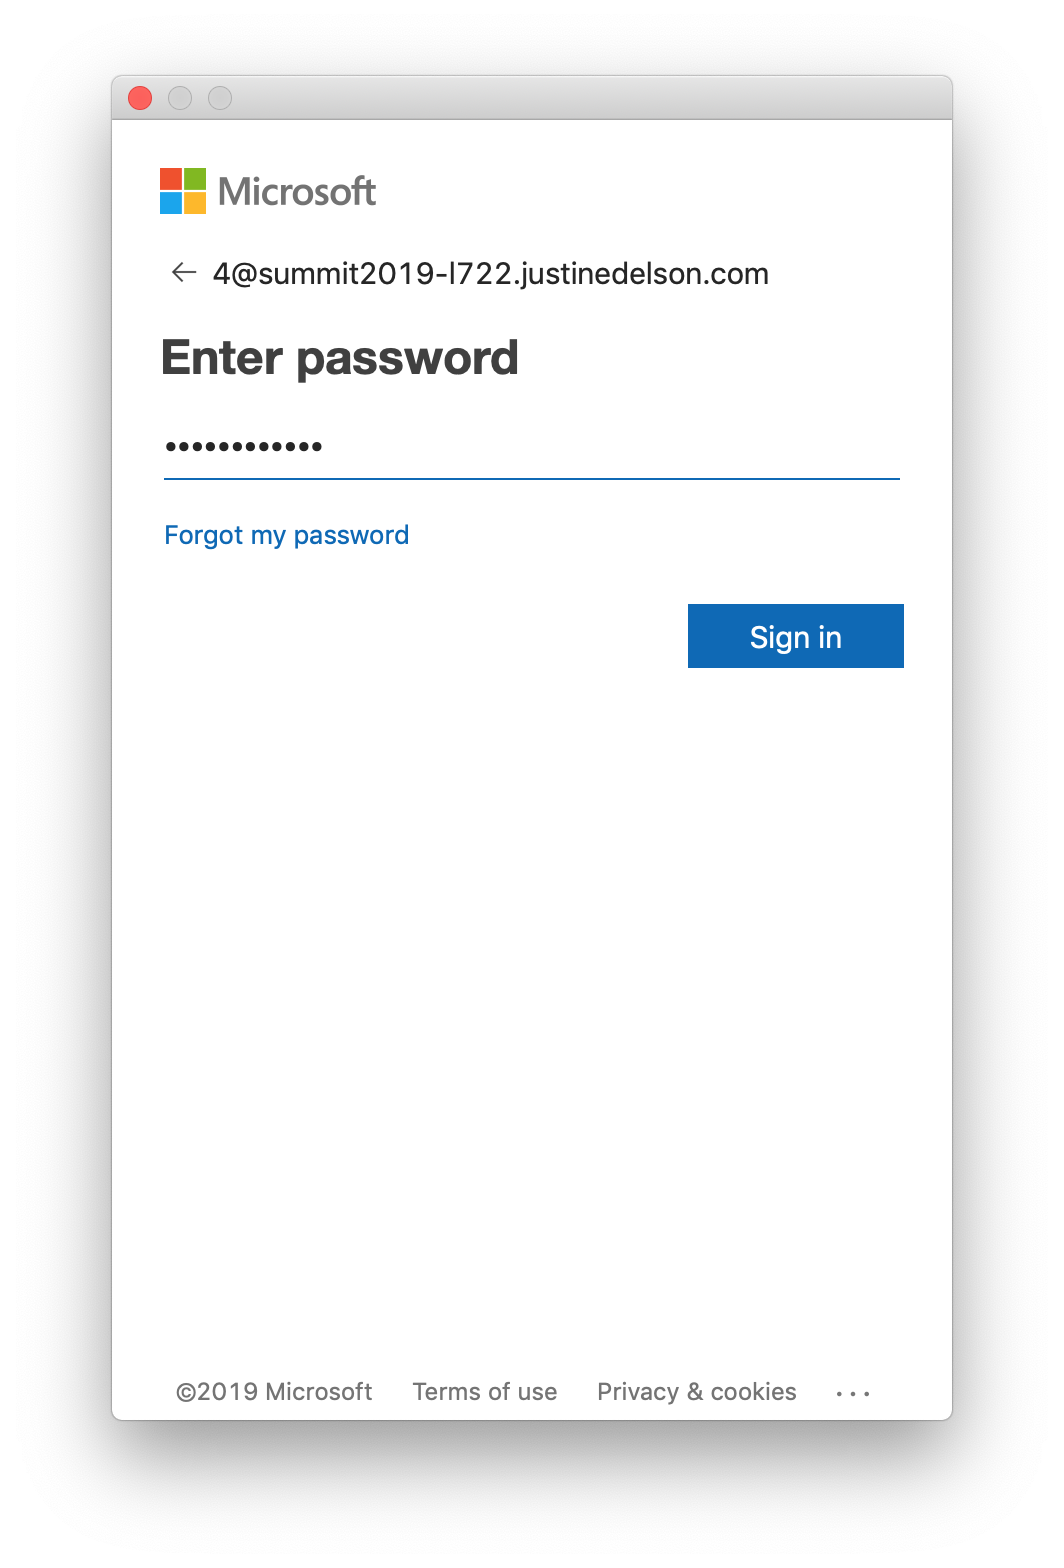 Microsoft
← 4@summit2019-l722.justinedelson.com
Enter password
••••••••••••
Forgot my password
Sign in
©2019 Microsoft Terms of use Privacy & cookies ...